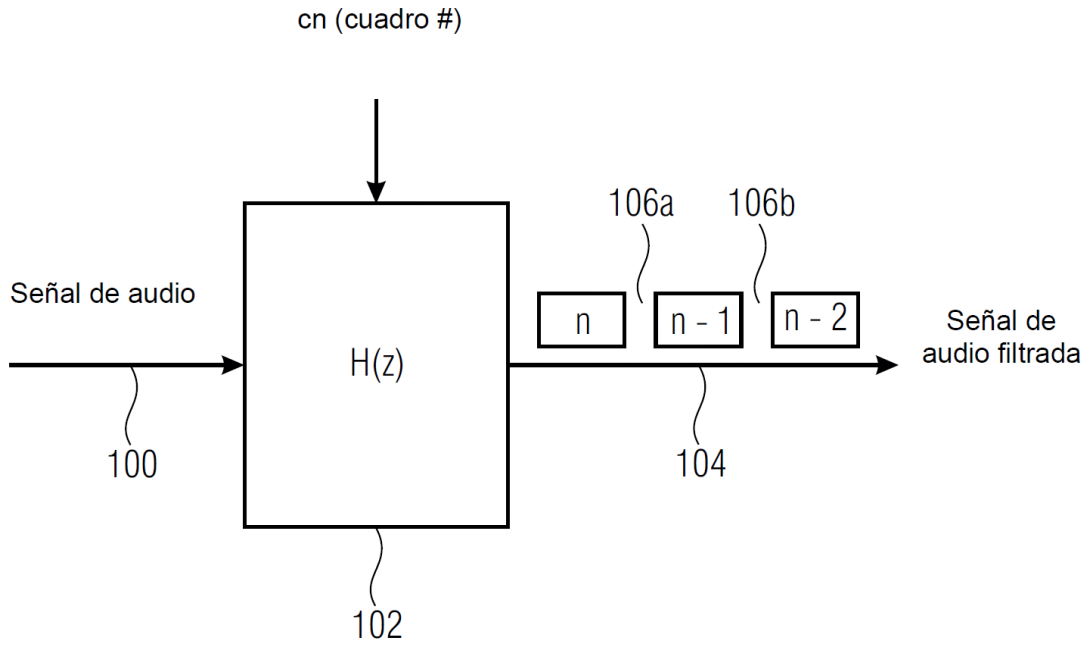 cn (cuadro #)
106a
106b
Señal de audio
n
n - 1
n - 2
Señal de
audio filtrada
H(z)
100
104
102